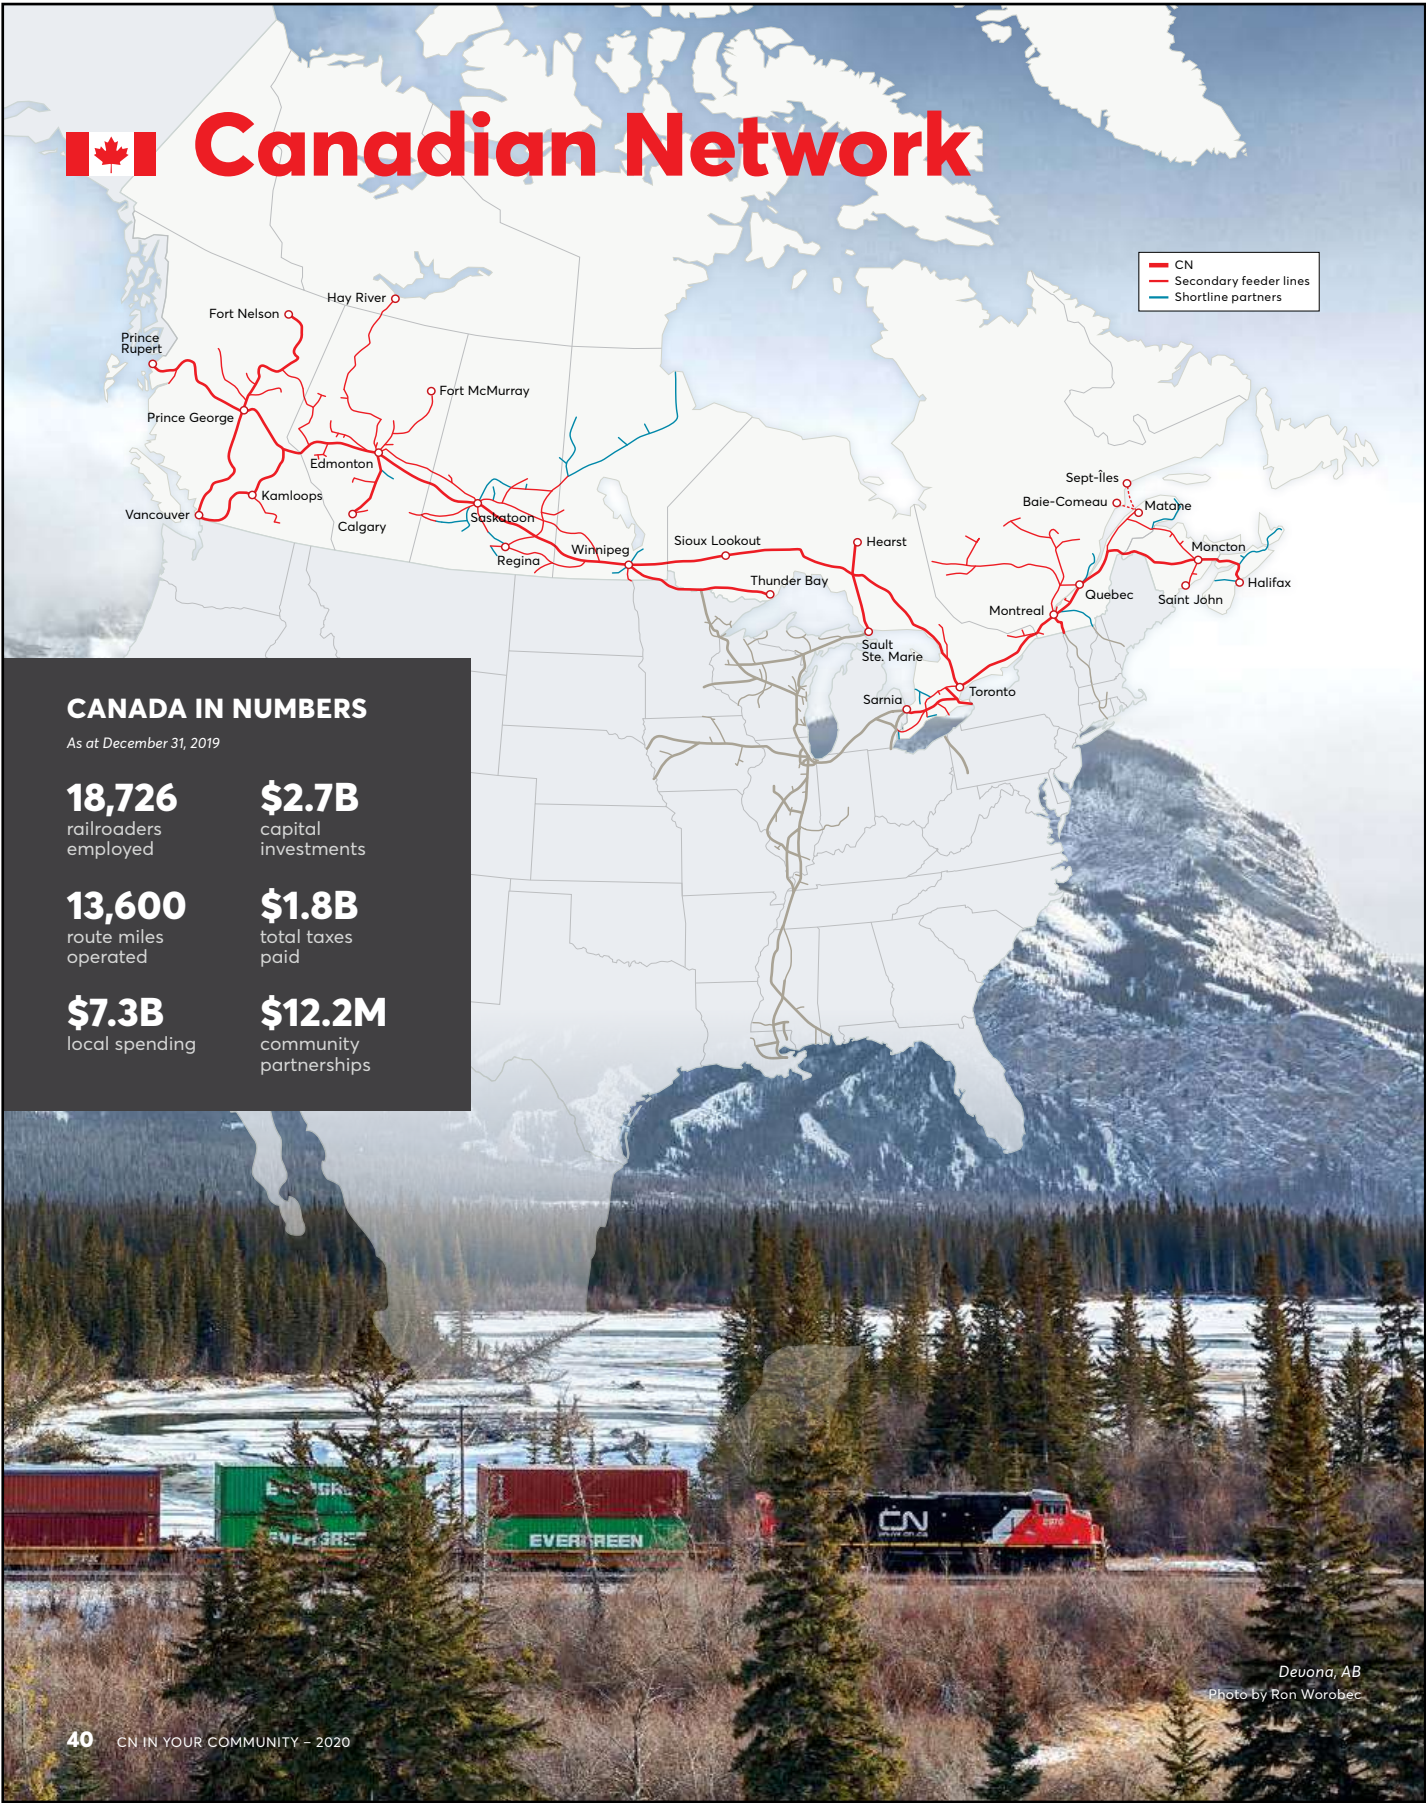 Canadian Network
CN
Secondary feeder lines
Shortline partners
Hay River
Fort Nelson
Prince
Rupert
Fort McMurray
Prince George
Edmonton
Kamloops
Vancouver
Calgary
Saskatoon
Regina
Winnipeg
Sioux Lookout
Thunder Bay
Hearst
Sault
Ste. Marie
Sarnia
Toronto
Montreal
Quebec
Sept-Îles
Baie-Comeau
Matane
Moncton
Saint John
Halifax
CANADA IN NUMBERS
As at December 31, 2019
18,726
railroaders
employed
$2.7B
capital
investments
13,600
route miles
operated
$1.8B
total taxes
paid
$7.3B
local spending
$12.2M
community
partnerships
EVERGREEN
CN
Devona, AB
Photo by Ron Worobec
40 CN IN YOUR COMMUNITY – 2020